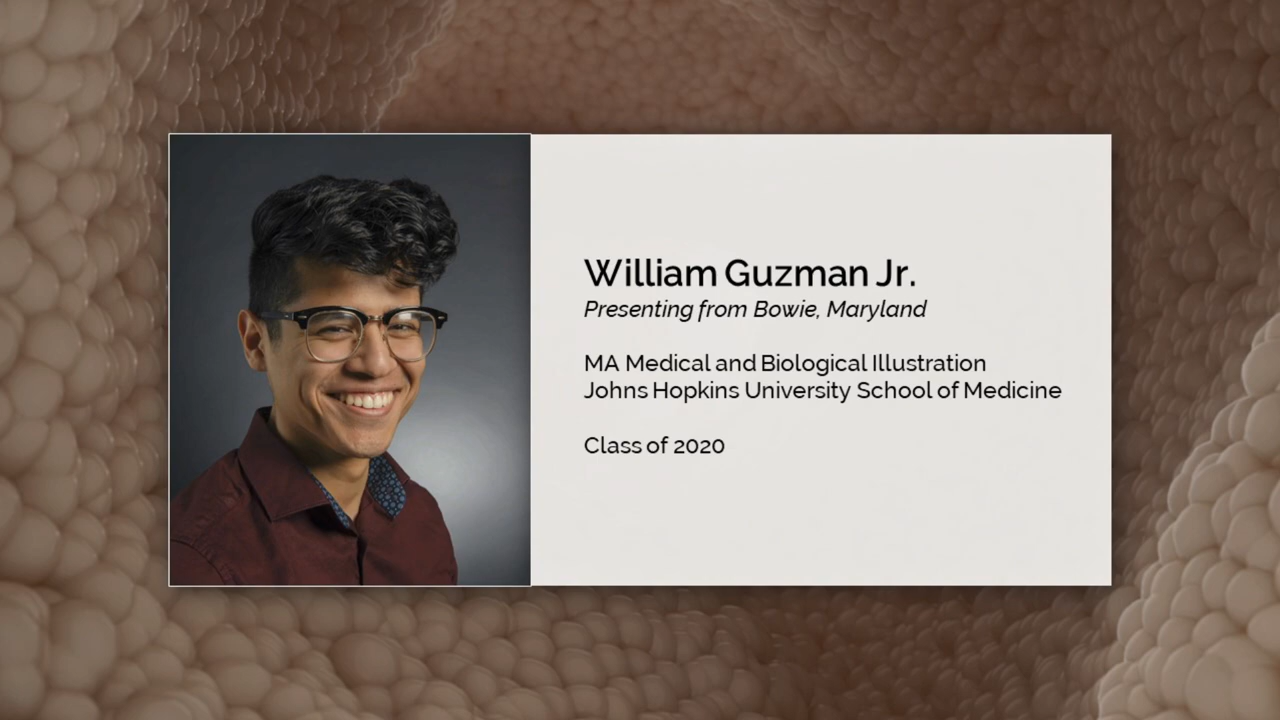 William Guzman Jr.
Presenting from Bowie, Maryland
MA Medical and Biological Illustration
Johns Hopkins University School of Medicine
Class of 2020